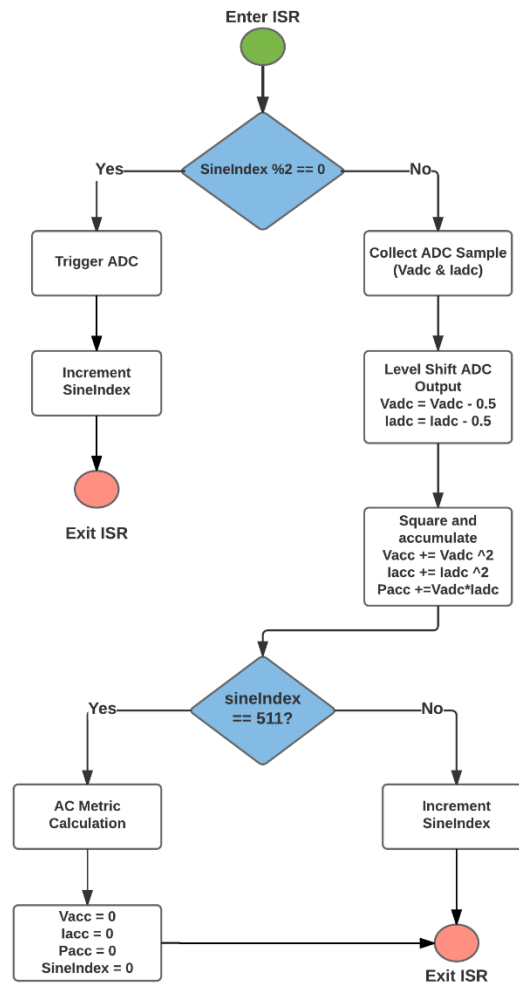 Enter ISR
SineIndex %2 == 0
Yes
No
Trigger ADC
Collect ADC Sample
(Vadc & Iadc)
Increment
SineIndex
Level Shift ADC
Output
Vadc = Vadc - 0.5
Iadc = Iadc - 0.5
Exit ISR
Square and
accumulate
Vacc += Vadc ^2
Iacc += Iadc ^2
Pacc +=Vadc*Iadc
sineIndex
== 511?
Yes
No
AC Metric
Calculation
Increment
SineIndex
Vacc = 0
Iacc = 0
Pacc = 0
SineIndex = 0
Exit ISR